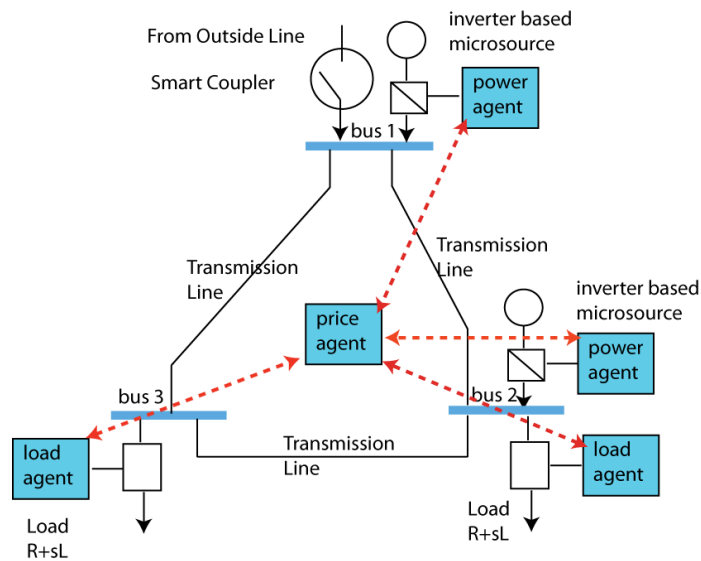 From Outside Line
Smart Coupler
inverter based
microsource
power
agent
bus 1
Transmission
Line
Transmission
Line
inverter based
microsource
price
agent
power
agent
bus 3
bus 2
load
agent
Transmission
Line
load
agent
Load
R+sL
Load
R+sL